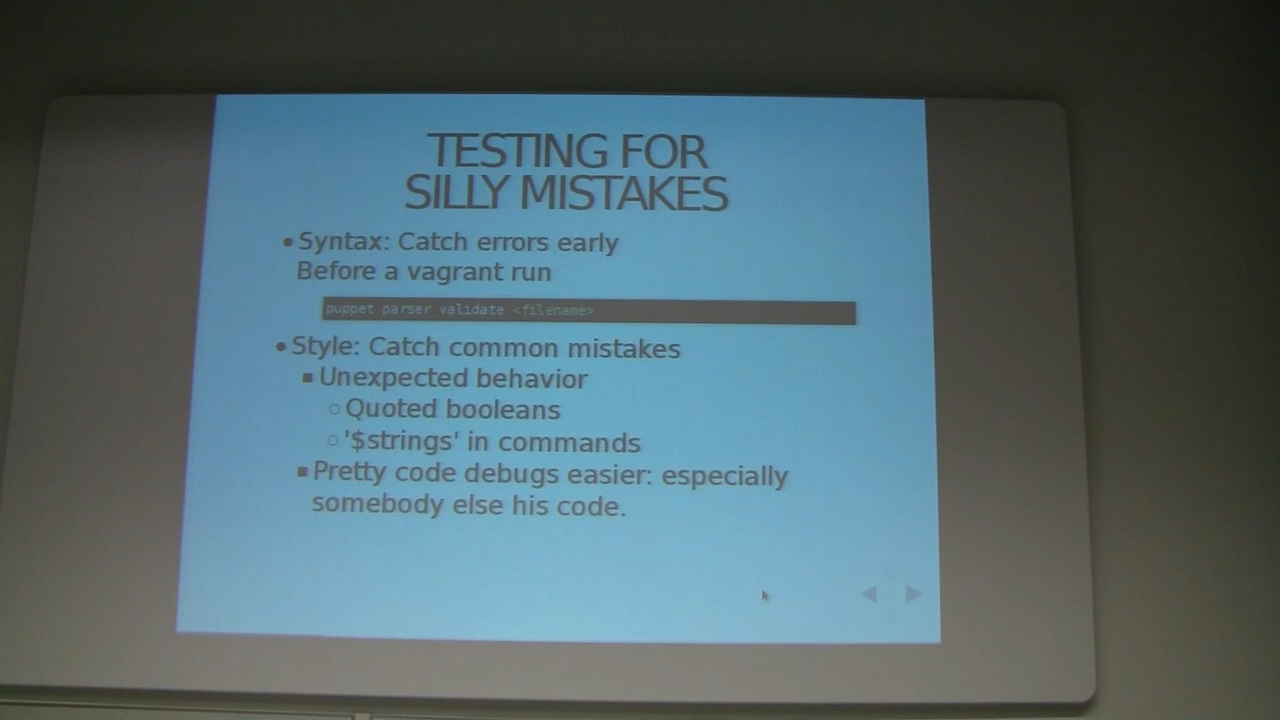 TESTING FOR
SILLY MISTAKES
•Syntax: Catch errors early
Before a vagrant run
puppet parser validate <filename>
•Style: Catch common mistakes
▪Unexpected behavior
○Quoted booleans
○'$strings' in commands
▪Pretty code debugs easier: especially
somebody else his code.